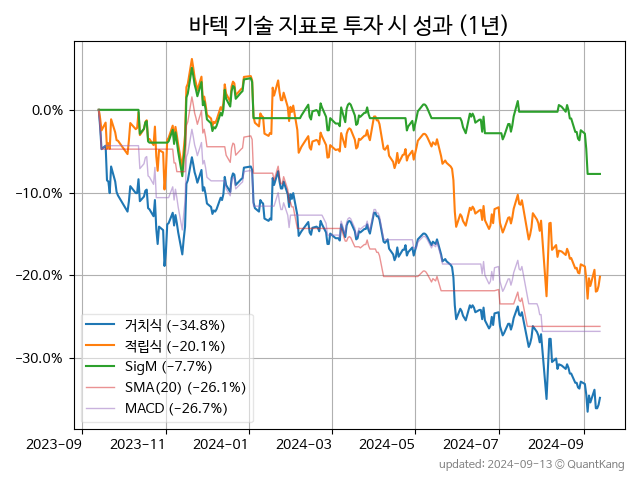 바텍 기술 지표로 투자 시 성과 (1년)
0.0%
−10.0%
−20.0%
−30.0%
거치식 (−34.8%)
적립식 (−20.1%)
SigM (−7.7%)
SMA(20) (−26.1%)
MACD (−26.7%)
2023-09 2023-11 2024-01 2024-03 2024-05 2024-07 2024-09
updated: 2024-09-13 © QuantKang